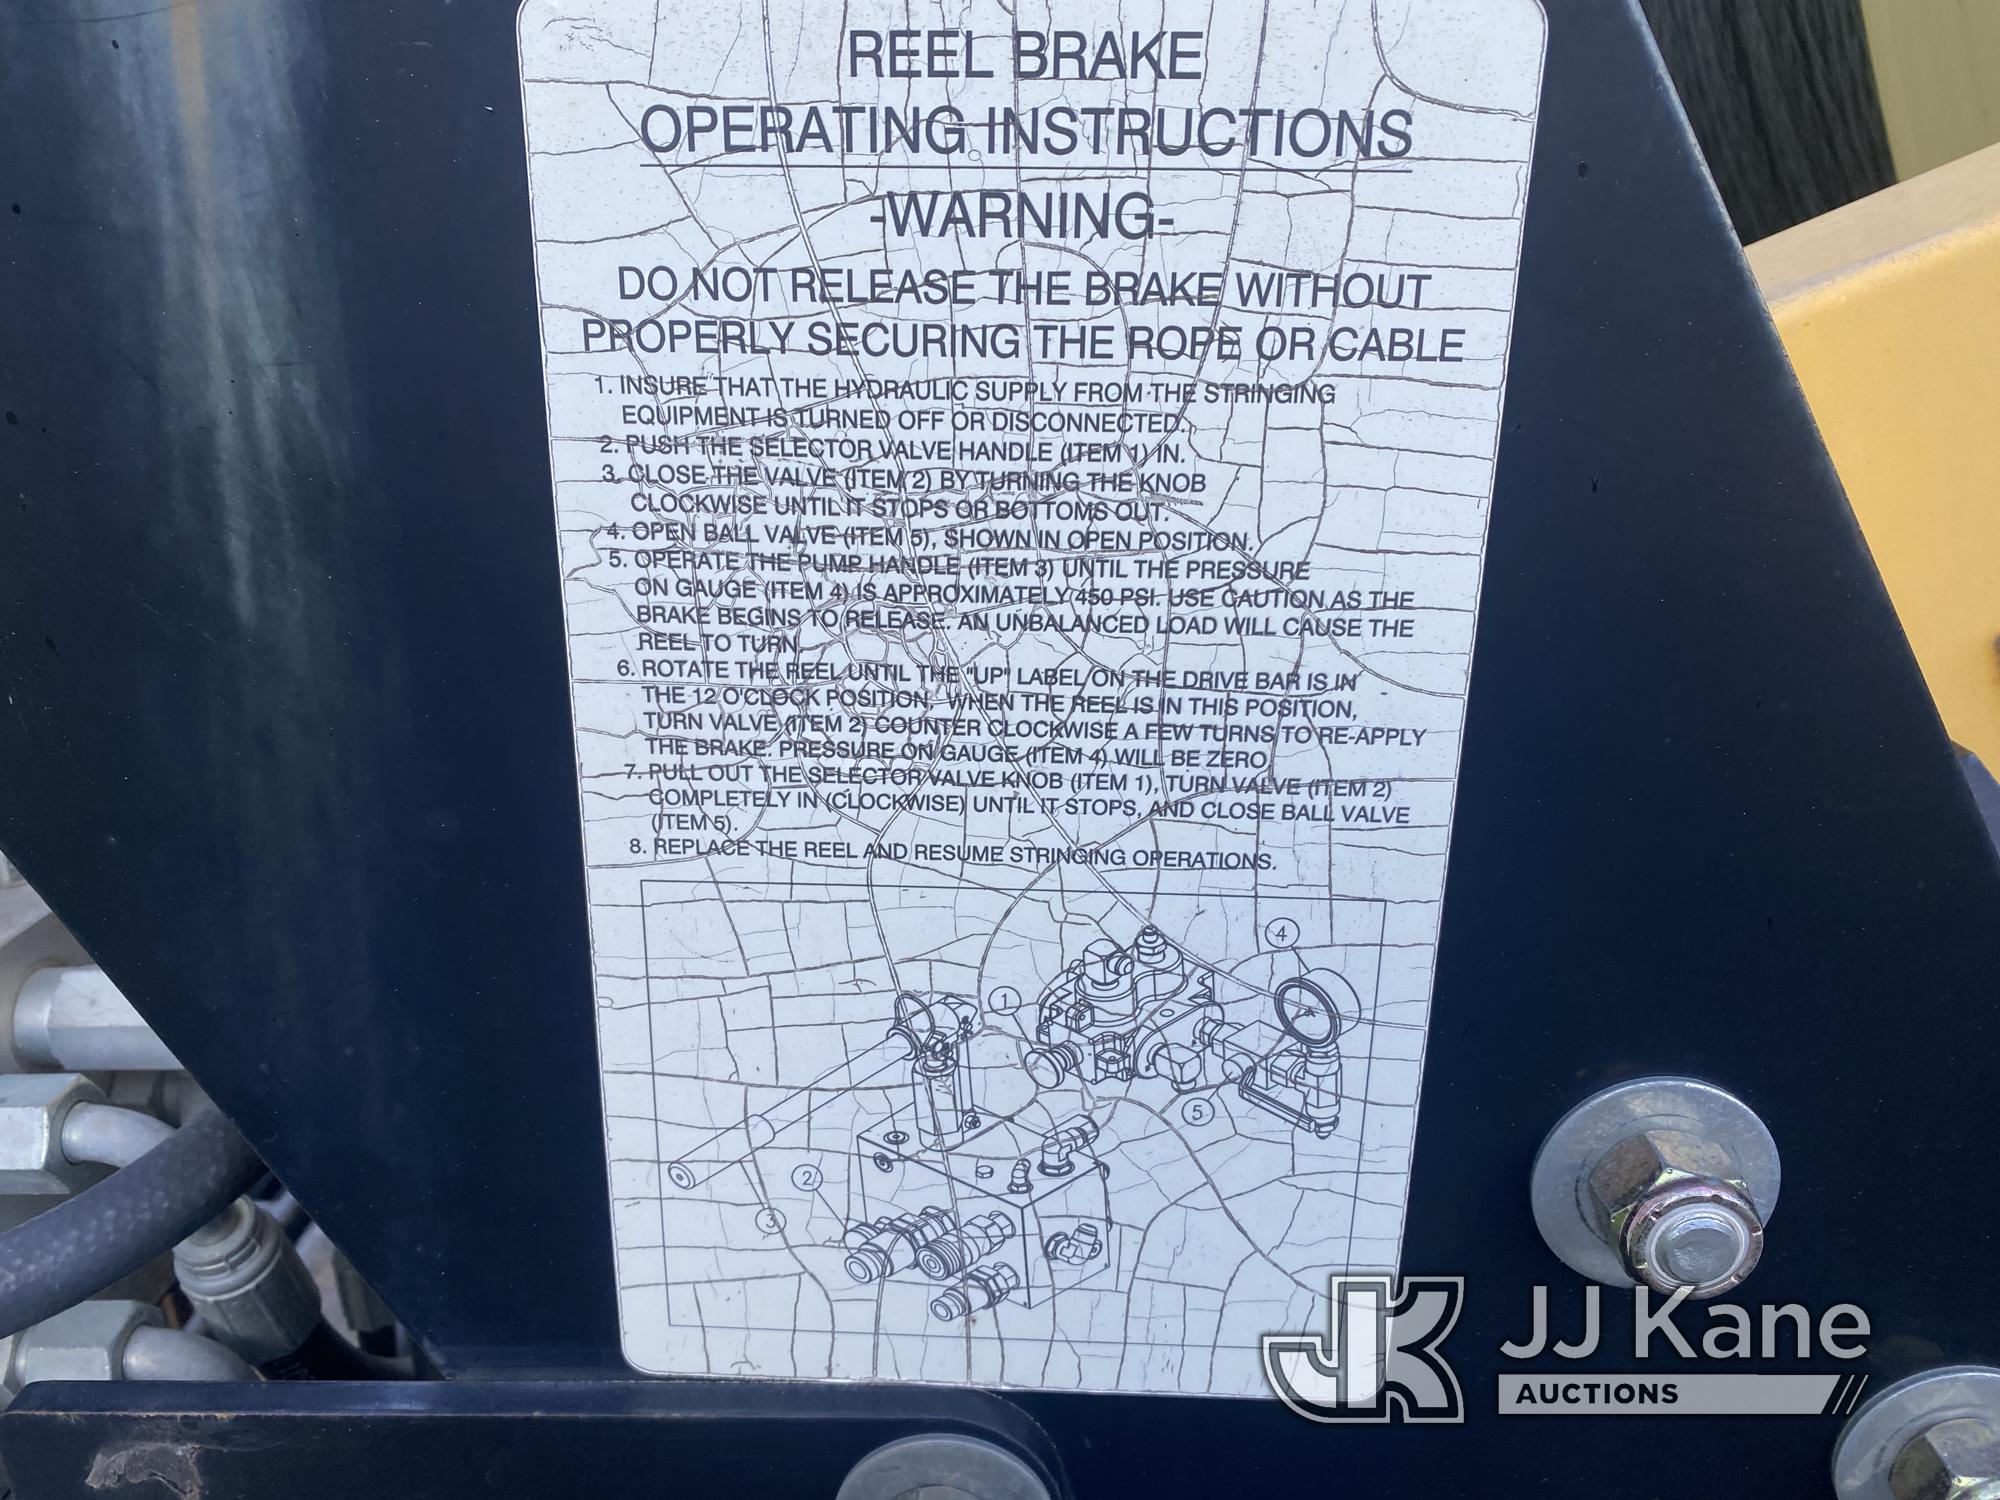 REEL BRAKE
OPERATING INSTRUCTIONS
-WARNING-
DO NOT RELEASE THE BRAKE WITHOUT
PROPERLY SECURING THE ROPE OR CABLE
1. INSURE THAT THE HYDRAULIC SUPPLY FROM THE STRINGING
EQUIPMENT IS TURNED OFF OR DISCONNECTED.
2. PUSH THE SELECTOR VALVE HANDLE (ITEM 1) IN.
3. CLOSE THE VALVE (ITEM 2) BY TURNING THE KNOB
CLOCKWISE UNTIL IT STOPS OR BOTTOMS OUT.
4. OPEN BALL VALVE (ITEM 5), SHOWN IN OPEN POSITION.
5. OPERATE THE PUMP HANDLE (ITEM 3) UNTIL THE PRESSURE
ON GAUGE (ITEM 4) IS APPROXIMATELY 450 PSI. USE CAUTION AS THE
BRAKE BEGINS TO RELEASE. AN UNBALANCED LOAD WILL CAUSE THE
REEL TO TURN.
6. ROTATE THE REEL UNTIL THE "UP" LABEL ON THE DRIVE BAR IS IN
THE 12 O'CLOCK POSITION. WHEN THE REEL IS IN THIS POSITION,
TURN VALVE (ITEM 2) COUNTER CLOCKWISE A FEW TURNS TO RE-APPLY
THE BRAKE. PRESSURE ON GAUGE (ITEM 4) WILL BE ZERO.
7. PULL OUT THE SELECTOR VALVE KNOB (ITEM 1), TURN VALVE (ITEM 2)
COMPLETELY IN (CLOCKWISE) UNTIL IT STOPS, AND CLOSE BALL VALVE
(ITEM 5).
8. REPLACE THE REEL AND RESUME STRINGING OPERATIONS.
4
1
5
2
3
JK JJ Kane
AUCTIONS